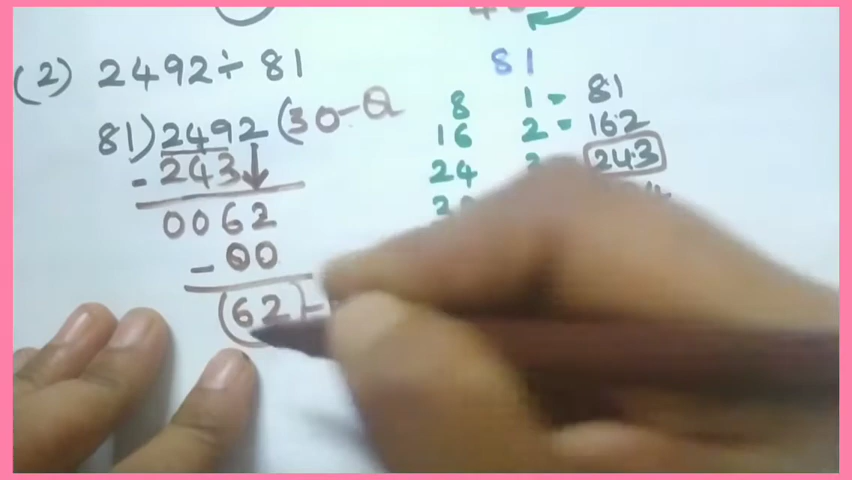 (2) 2492÷ 81
81)2492(30-Q
-243
0062
-00
(62)-
81
8 1- 81
16 2= 162
24 243